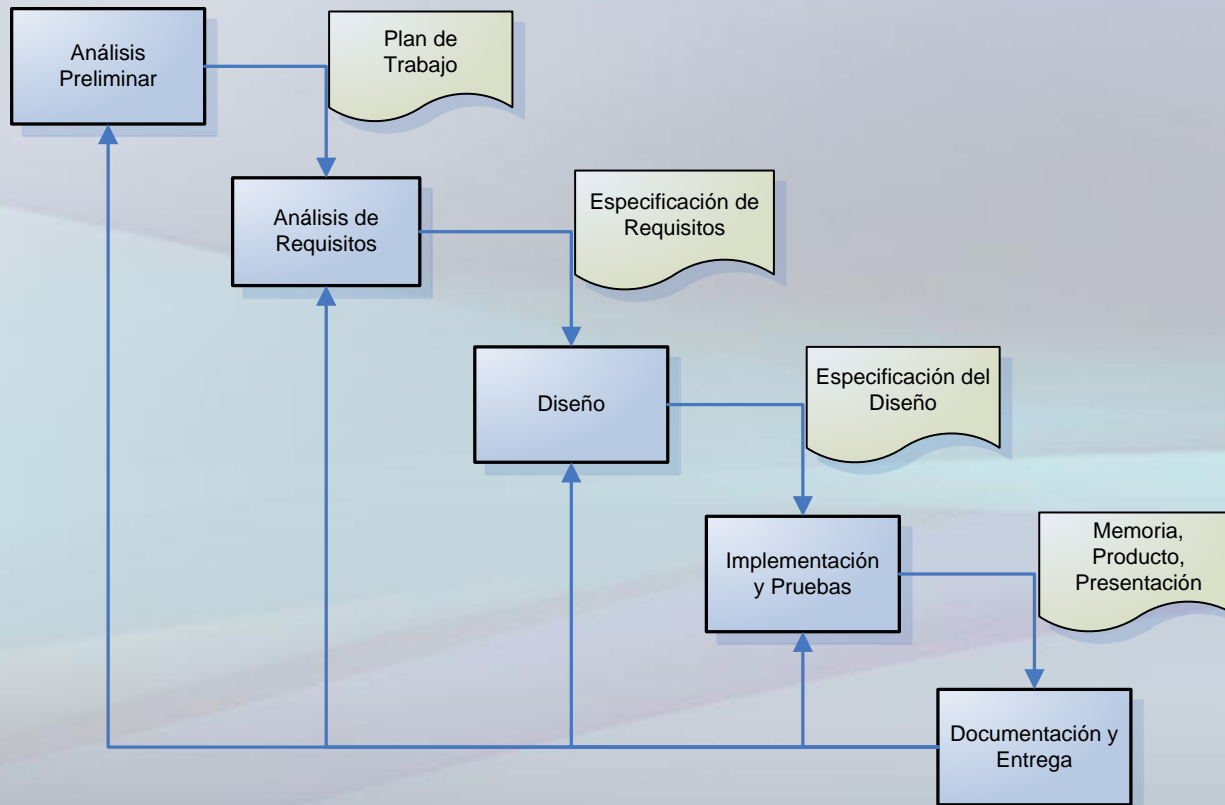 Análisis
Preliminar
Plan de
Trabajo
Análisis de
Requisitos
Especificación de
Requisitos
Diseño
Especificación del
Diseño
Implementación
y Pruebas
Memoria,
Producto,
Presentación
Documentación y
Entrega